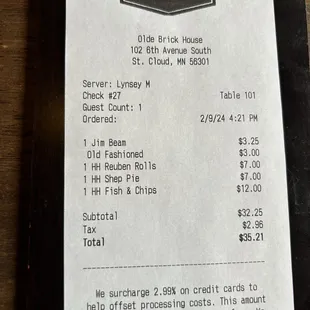 Olde Brick House
102 6th Avenue South
St. Cloud, MN 56301
Server: Lynsey M
Check #27 Table 101
Guest Count: 1
Ordered: 2/9/24 4:21 PM
1 Jim Beam $3.25
Old Fashioned $3.00
1 HH Reuben Rolls $7.00
1 HH Shep Pie $7.00
1 HH Fish & Chips $12.00
Subtotal $32.25
Tax $2.96
Total $35.21
We surcharge 2.99% on credit cards to
help offset processing costs. This amount